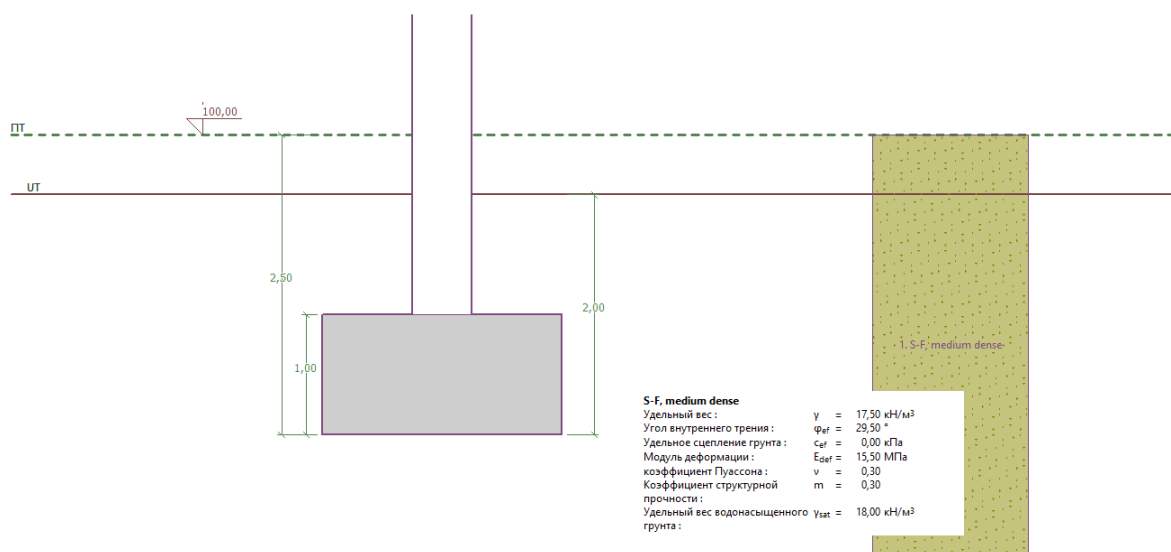 100,00
ПТ
UT
2,50
2,00
1,00
1. S-F, medium dense
S-F, medium dense
Удельный вес : γ = 17,50 кН/м³
Угол внутреннего трения : φef = 29,50 °
Удельное сцепление грунта : cef = 0,00 кПа
Модуль деформации : Edef = 15,50 МПа
коэффициент Пуассона : ν = 0,30
Коэффициент структурной m = 0,30
прочности :
Удельный вес водонасыщенного γsat = 18,00 кН/м³
грунта :